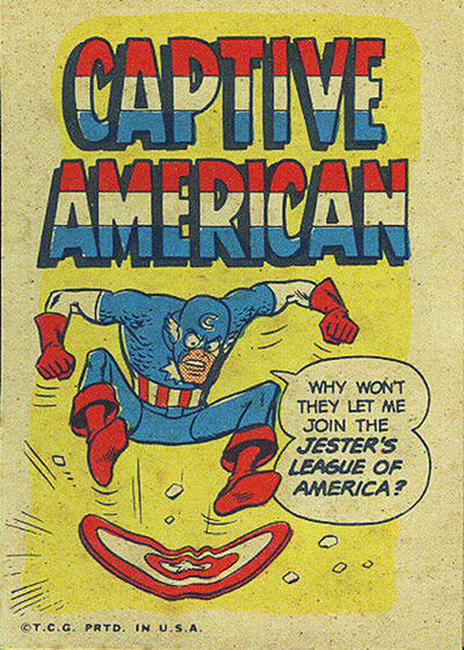 CAPTIVE
AMERICAN
C
WHY WON'T
THEY LET ME
JOIN THE
JESTER'S
LEAGUE OF
AMERICA?
©T.C.G. PRTD. IN U.S.A.